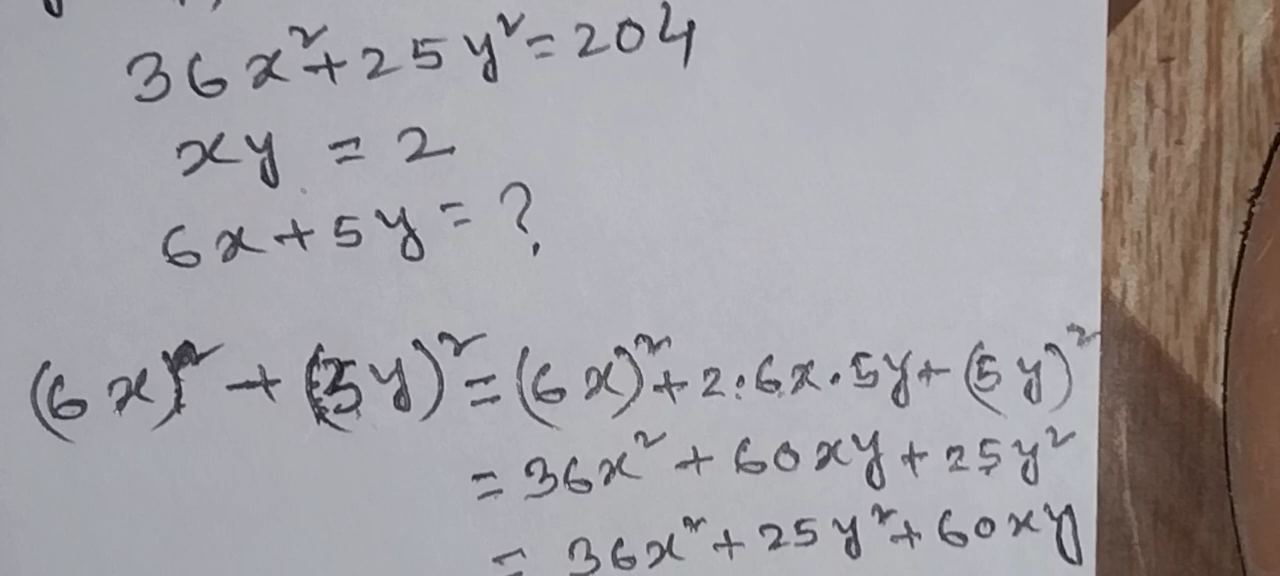 36x²+25y²=204
xy = 2
6x+5y=?
(6x)²+(5y)²=(6x)²+2.6x.5y+(5y)²
=36x²+60xy+25y²
= 36x²+25y²+60xy